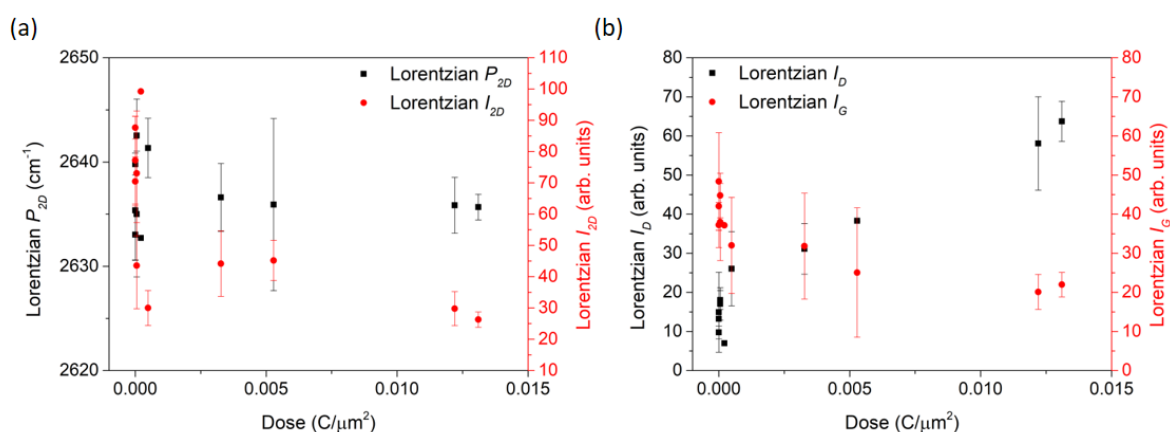 (a)
2650
2640
2630
2620
Lorentzian P2D (cm-1)
Lorentzian P2D
Lorentzian I2D
110
100
90
80
70
60
50
40
30
20
10
Lorentzian I2D (arb. units)
0.000 0.005 0.010 0.015
Dose (C/μm2)
(b)
80
70
60
50
40
30
20
10
0
Lorentzian ID (arb. units)
Lorentzian ID
Lorentzian IG
80
70
60
50
40
30
20
10
0
Lorentzian IG (arb. units)
0.000 0.005 0.010 0.015
Dose (C/μm2)